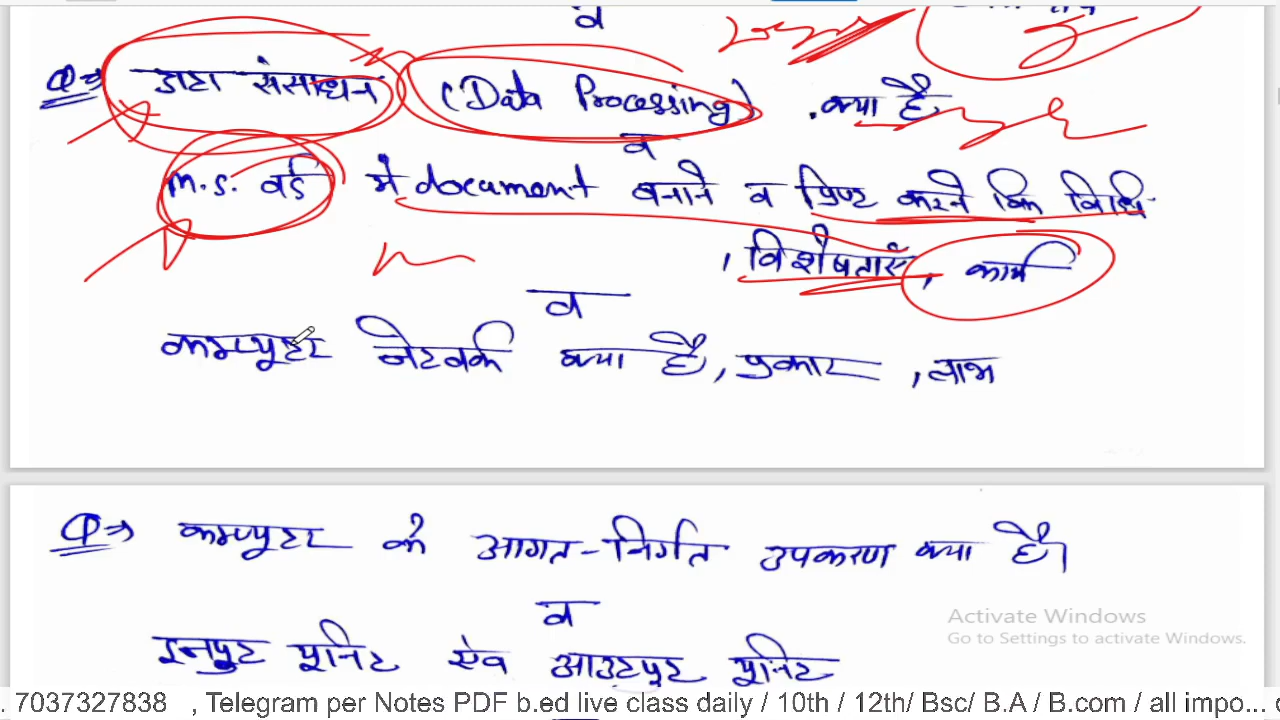 व
Q⇒ डाटा संसाधन (Data Processing) क्या है
व
M.S. वर्ड में document बनाने व प्रिण्ट करने कि विधि
, विशेषताएँ, कार्य
व
कम्प्यूटर नेटवर्क क्या है, प्रकार, लाभ
Q⇒ कम्प्यूटर के आगत-निर्गत उपकरण क्या है।
व
इनपुट यूनिट ऐव आउटपुट यूनिट
Activate Windows
Go to Settings to activate Windows.
. 7037327838 , Telegram per Notes PDF b.ed live class daily / 10th / 12th/ Bsc/ B.A / B.com / all impo...